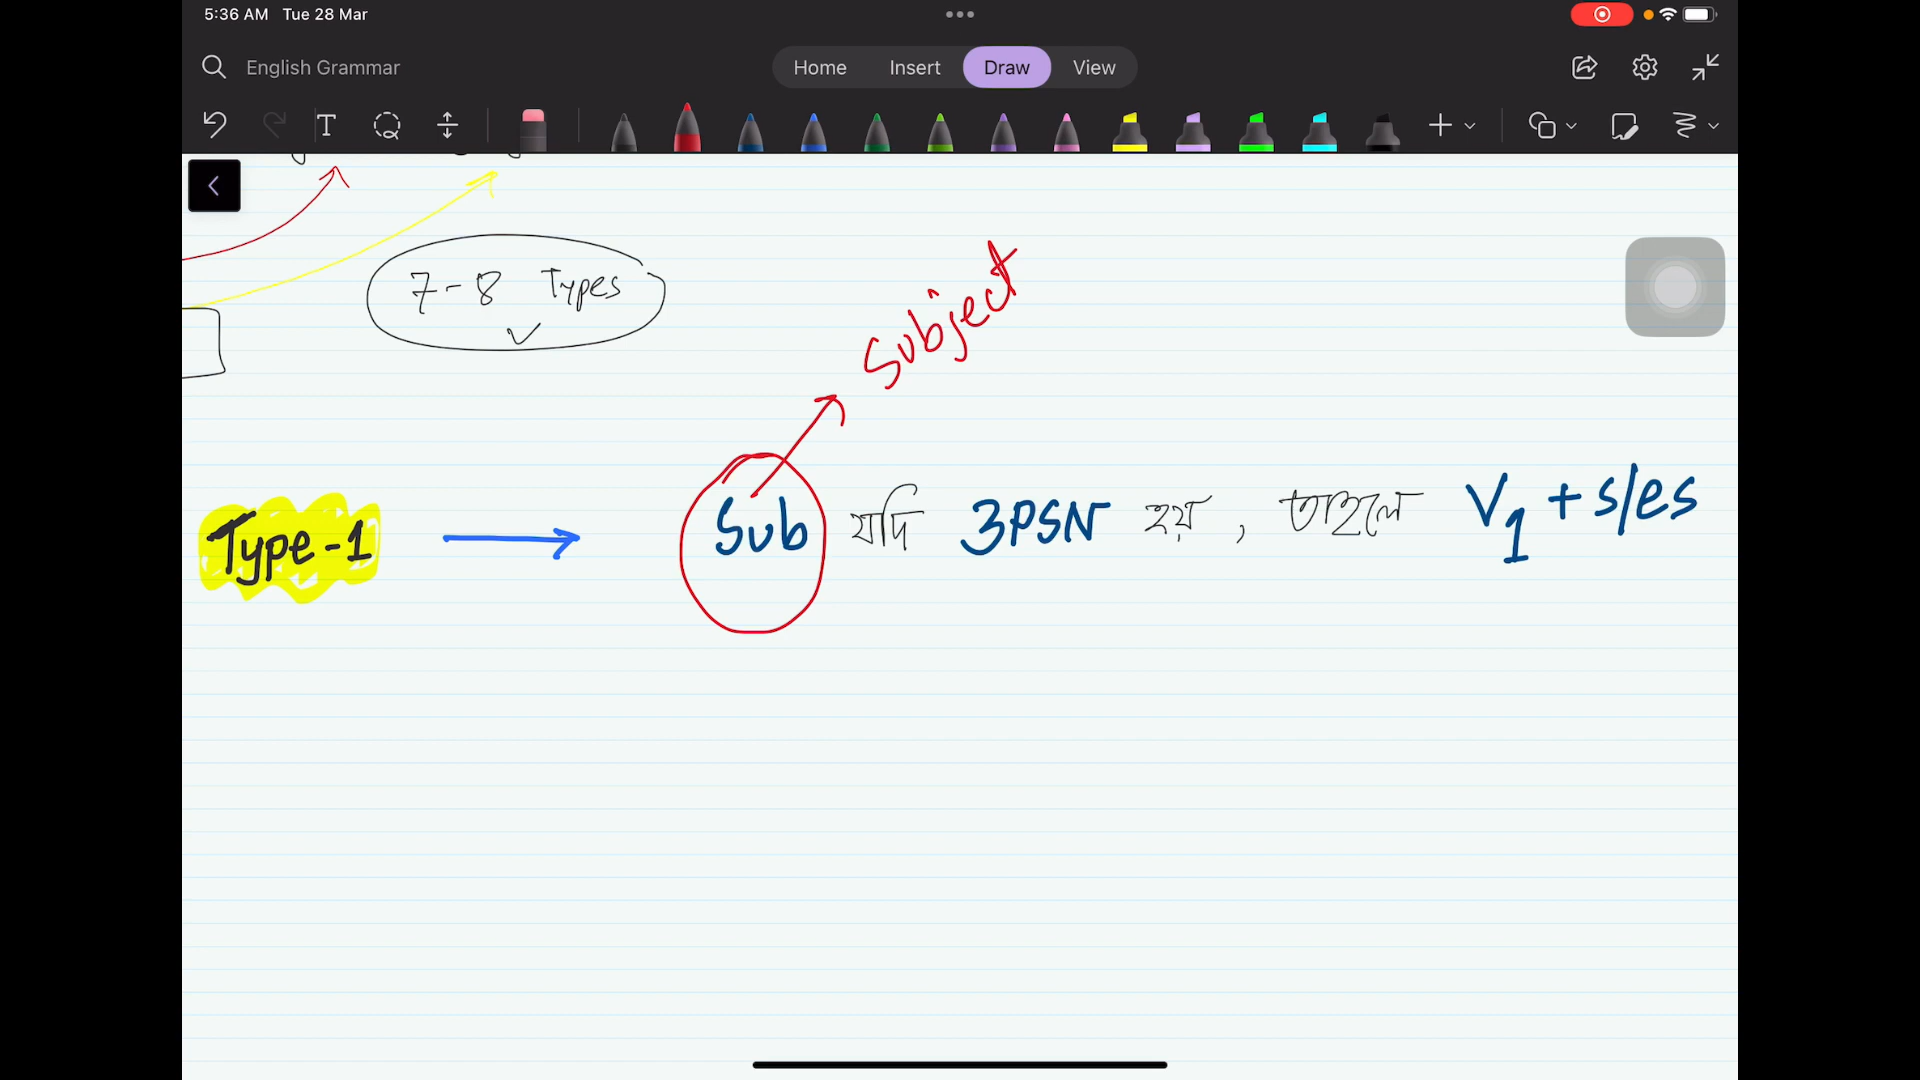 5:36 AM Tue 28 Mar
English Grammar
Home Insert Draw View
T
7-8 Types
Subject
Type-1 → Sub যদি 3PSN হয়, তাহলে V1 + s/es